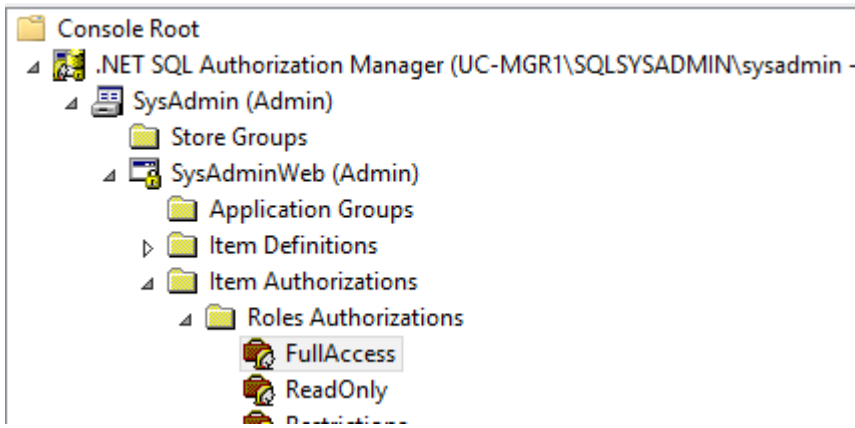 Console Root
.NET SQL Authorization Manager (UC-MGR1\SQLSYSADMIN\sysadmin -
SysAdmin (Admin)
Store Groups
SysAdminWeb (Admin)
Application Groups
Item Definitions
Item Authorizations
Roles Authorizations
FullAccess
ReadOnly
Restrictions